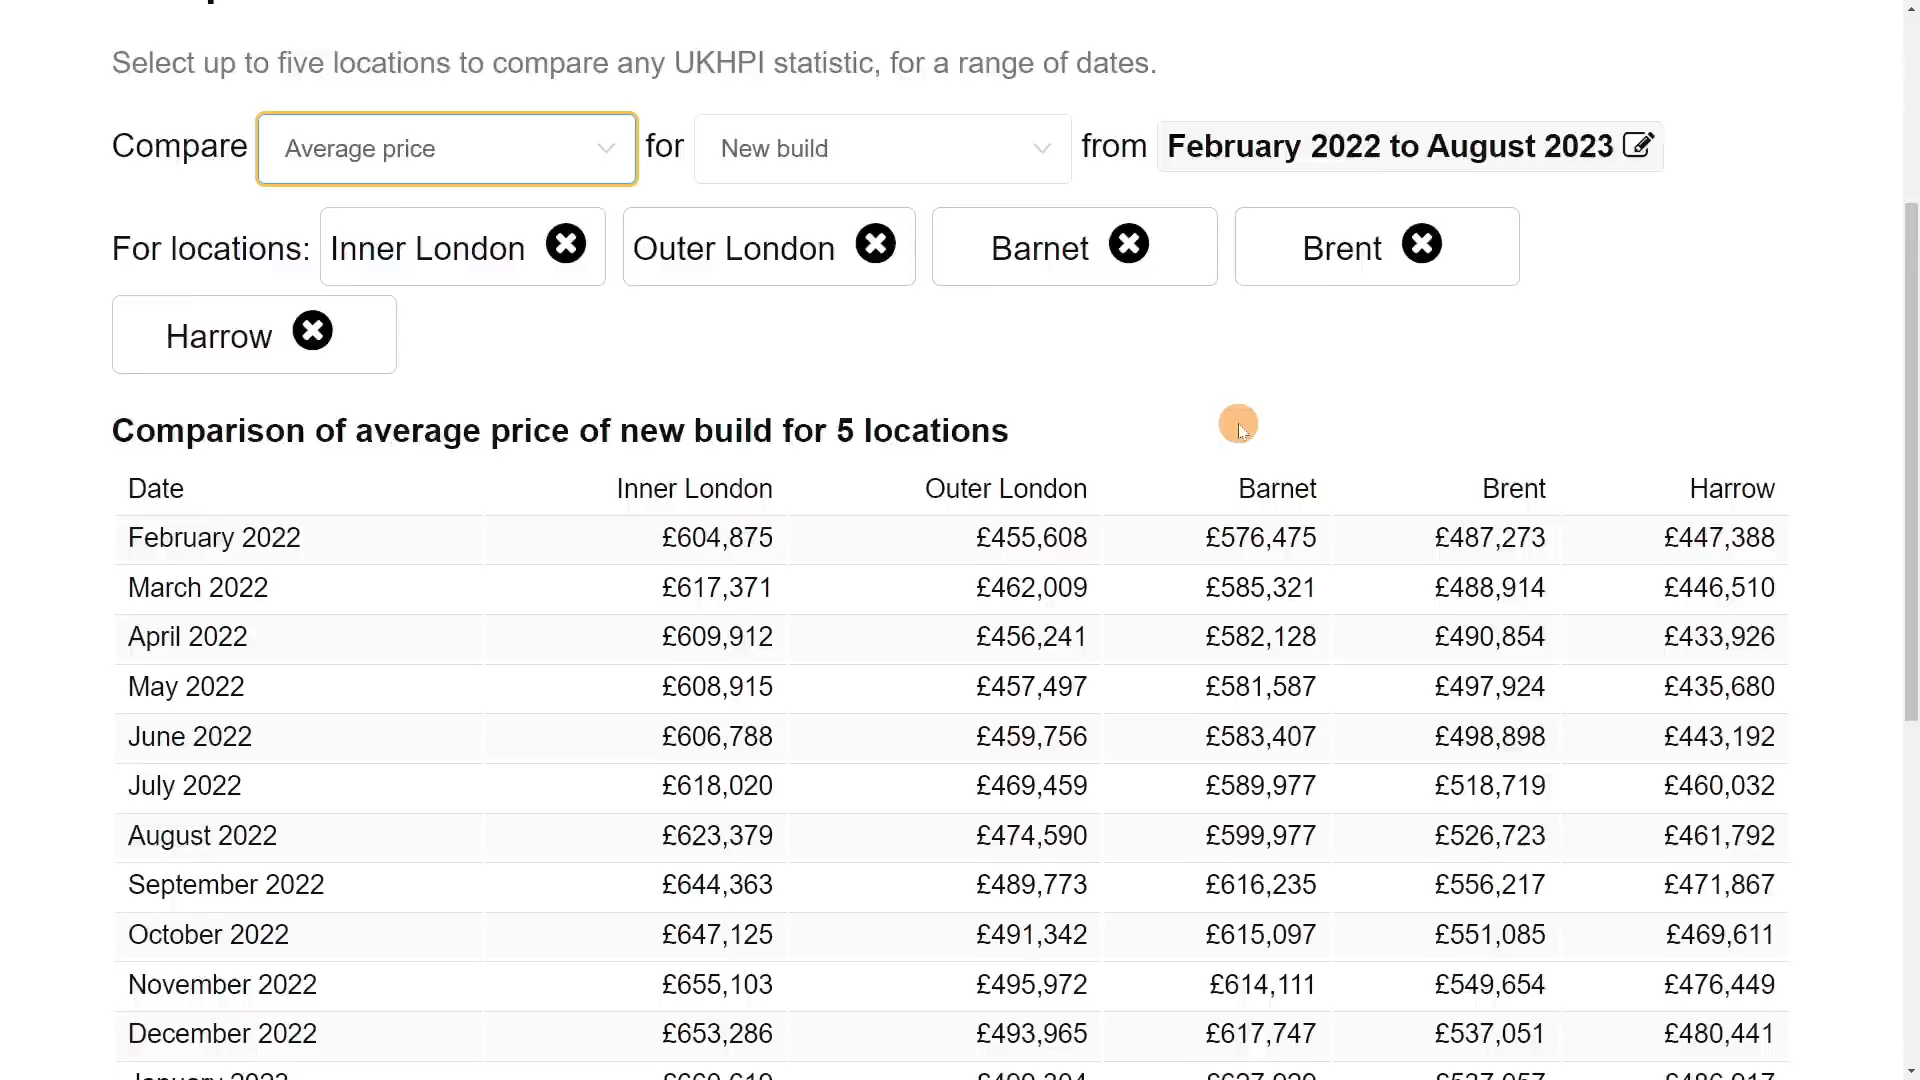 Select up to five locations to compare any UKHPI statistic, for a range of dates.
Compare Average price for New build from February 2022 to August 2023
For locations: Inner London Outer London Barnet Brent
Harrow
Comparison of average price of new build for 5 locations
Date Inner London Outer London Barnet Brent Harrow
February 2022 £604,875 £455,608 £576,475 £487,273 £447,388
March 2022 £617,371 £462,009 £585,321 £488,914 £446,510
April 2022 £609,912 £456,241 £582,128 £490,854 £433,926
May 2022 £608,915 £457,497 £581,587 £497,924 £435,680
June 2022 £606,788 £459,756 £583,407 £498,898 £443,192
July 2022 £618,020 £469,459 £589,977 £518,719 £460,032
August 2022 £623,379 £474,590 £599,977 £526,723 £461,792
September 2022 £644,363 £489,773 £616,235 £556,217 £471,867
October 2022 £647,125 £491,342 £615,097 £551,085 £469,611
November 2022 £655,103 £495,972 £614,111 £549,654 £476,449
December 2022 £653,286 £493,965 £617,747 £537,051 £480,441